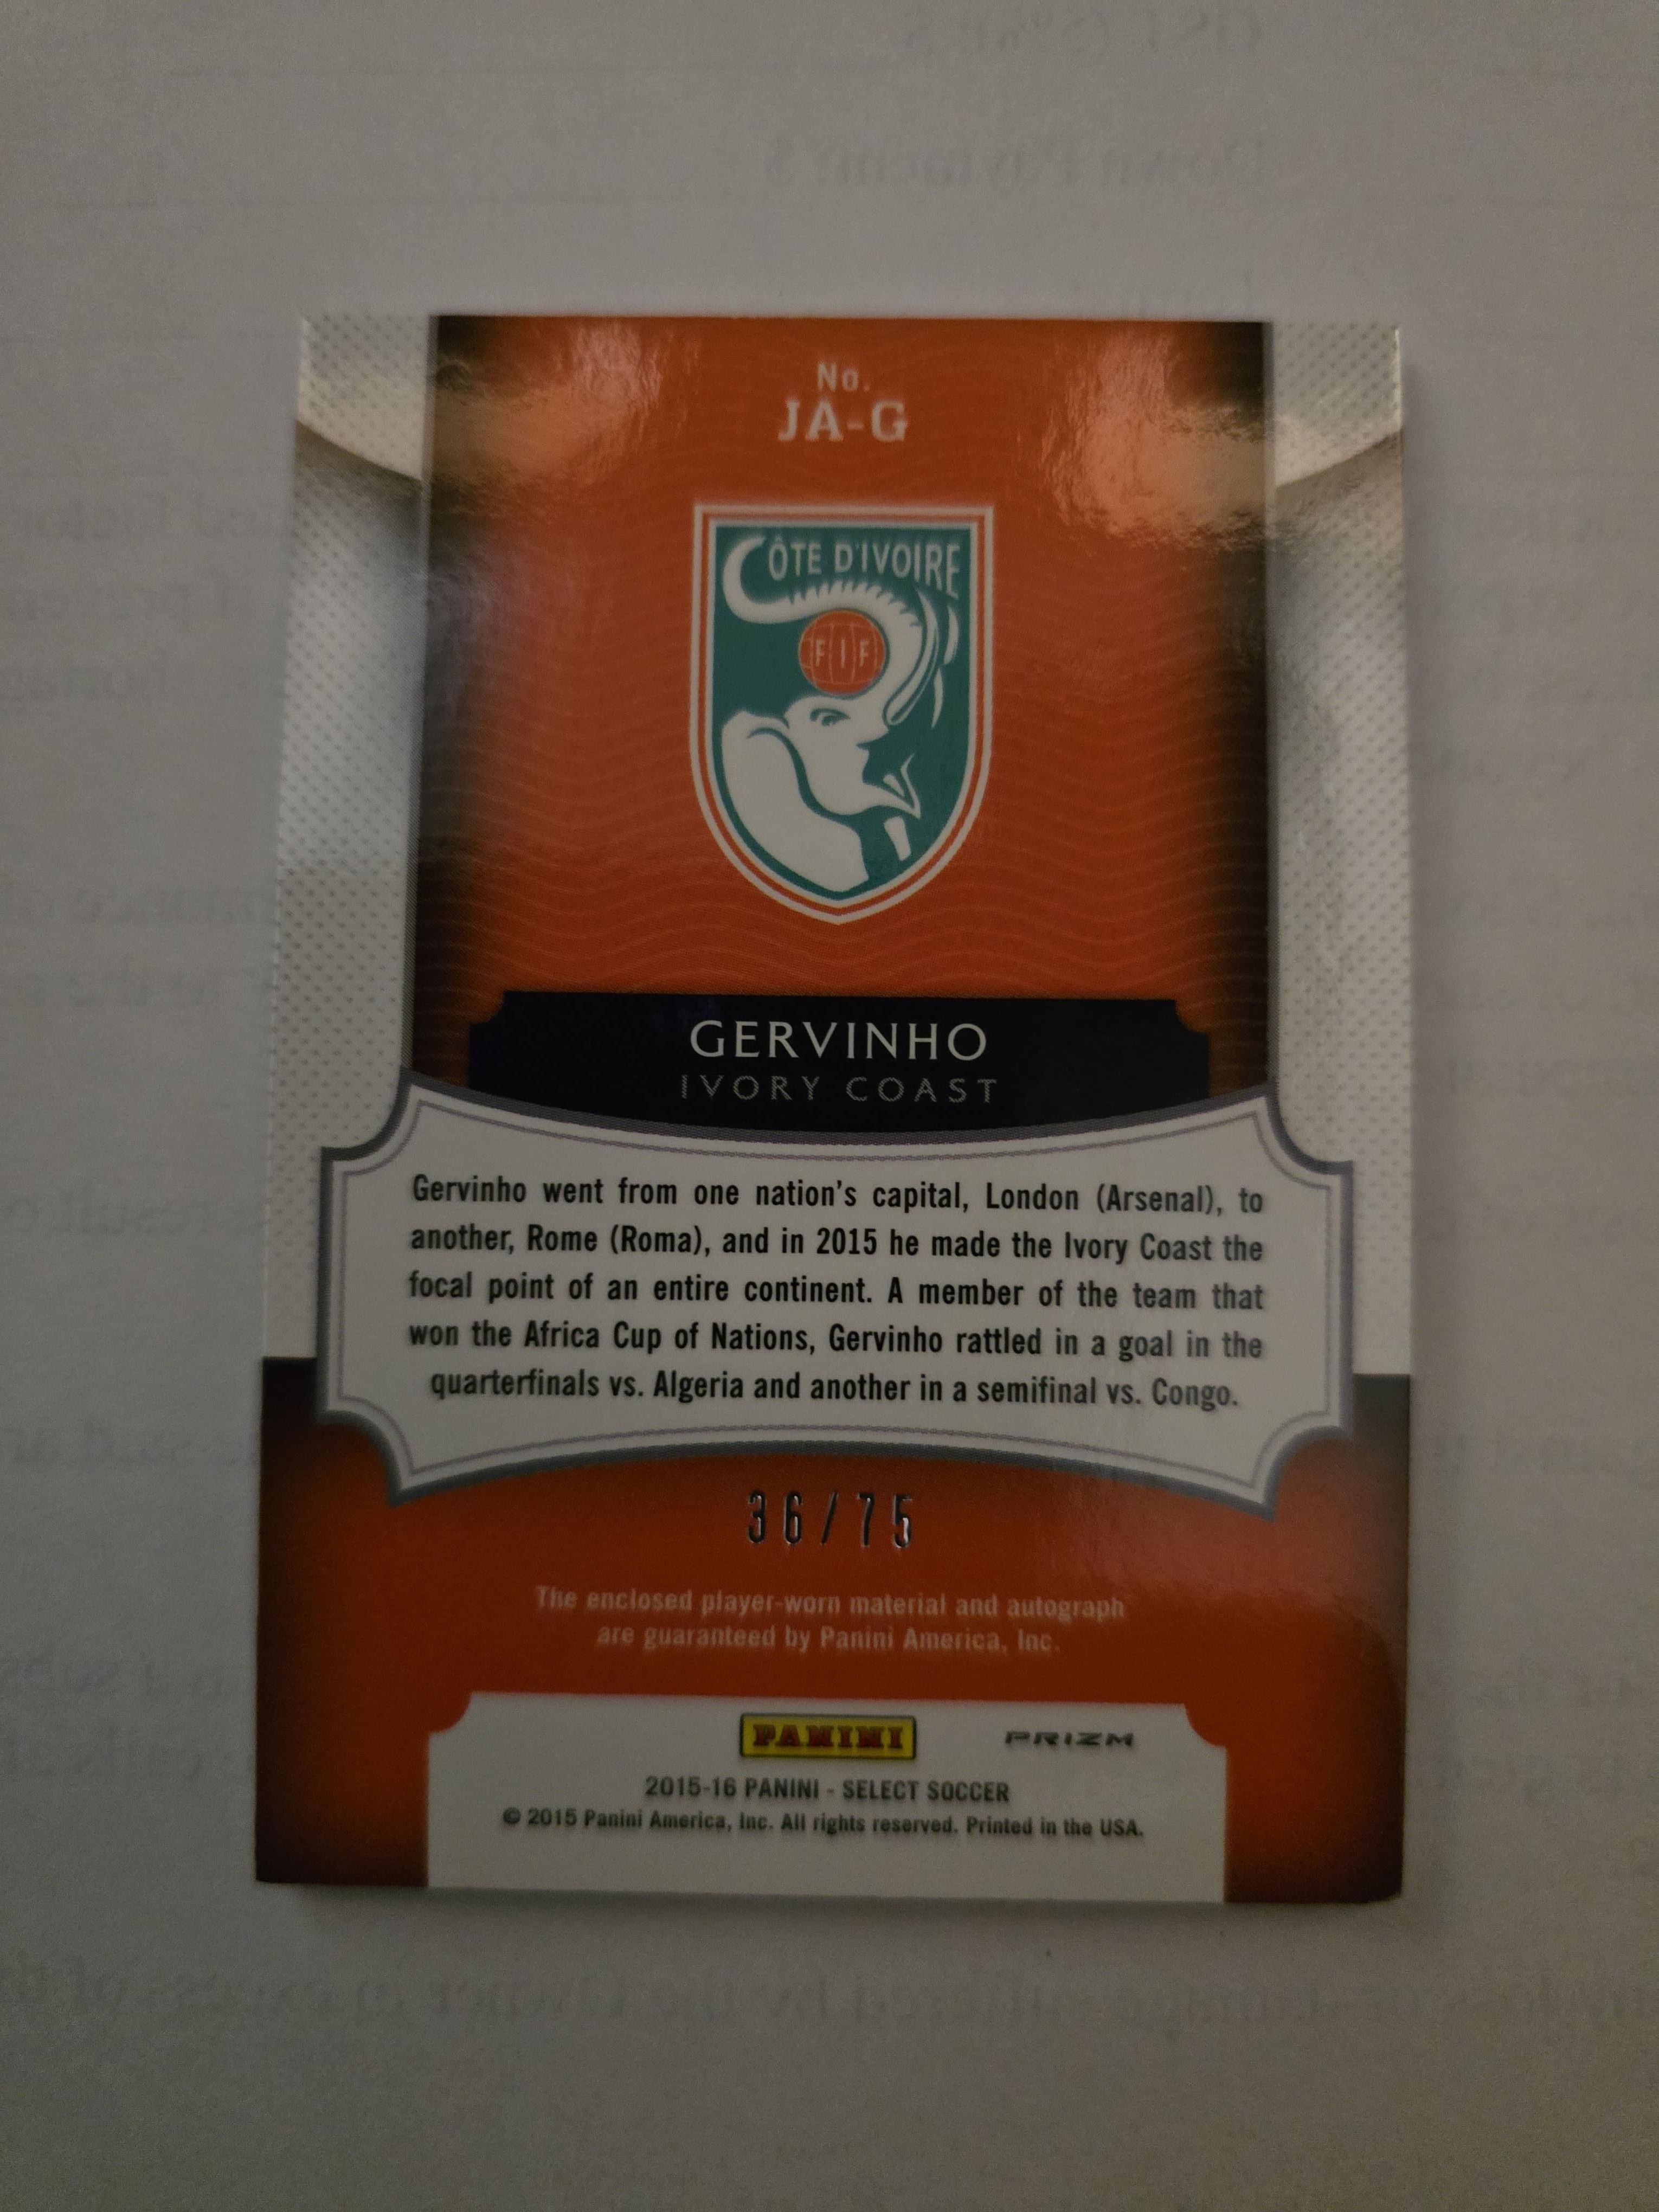 Down Payment $
No.
JA-G
CÔTE D'IVOIRE
FIF
GERVINHO
IVORY COAST
Gervinho went from one nation's capital, London (Arsenal), to
another, Rome (Roma), and in 2015 he made the Ivory Coast the
focal point of an entire continent. A member of the team that
won the Africa Cup of Nations, Gervinho rattled in a goal in the
quarterfinals vs. Algeria and another in a semifinal vs. Congo.
36/75
The enclosed player-worn material and autograph
are guaranteed by Panini America, Inc.
PANINI
PRIZM
2015-16 PANINI - SELECT SOCCER
© 2015 Panini America, Inc. All rights reserved. Printed in the USA.